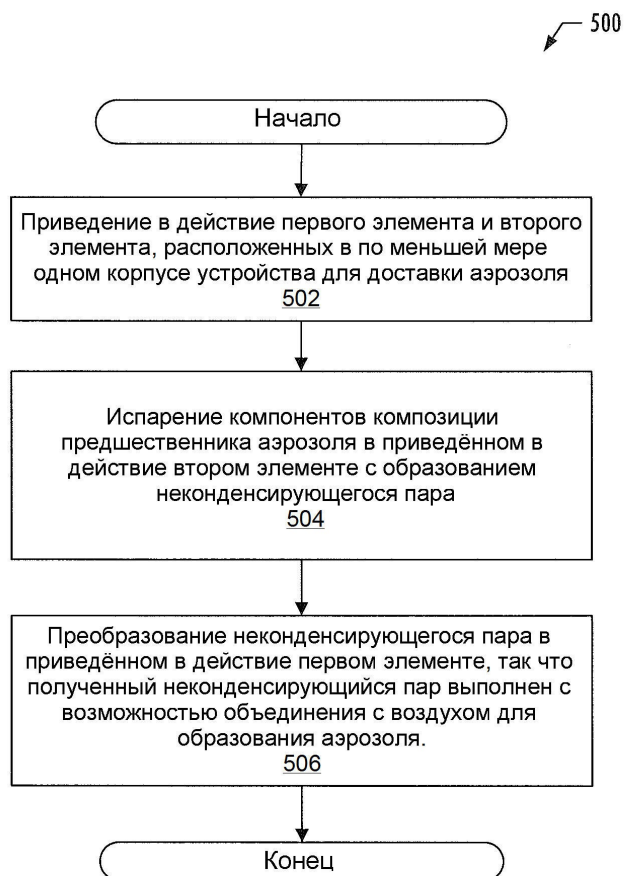 500
Начало
Приведение в действие первого элемента и второго
элемента, расположенных в по меньшей мере
одном корпусе устройства для доставки аэрозоля
502
Испарение компонентов композиции
предшественника аэрозоля в приведённом в
действие втором элементе с образованием
неконденсирующегося пара
504
Преобразование неконденсирующегося пара в
приведённом в действие первом элементе, так что
полученный неконденсирующийся пар выполнен с
возможностью объединения с воздухом для
образования аэрозоля.
506
Конец